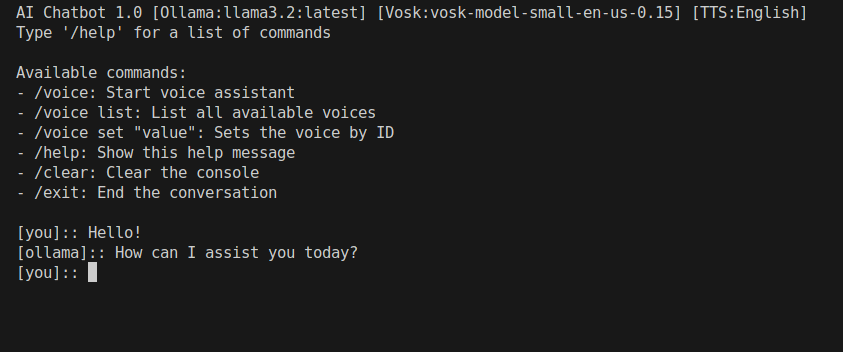 AI Chatbot 1.0 [Ollama:llama3.2:latest] [Vosk:vosk-model-small-en-us-0.15] [TTS:English]
Type '/help' for a list of commands
Available commands:
- /voice: Start voice assistant
- /voice list: List all available voices
- /voice set "value": Sets the voice by ID
- /help: Show this help message
- /clear: Clear the console
- /exit: End the conversation
[you]:: Hello!
[ollama]:: How can I assist you today?
[you]::